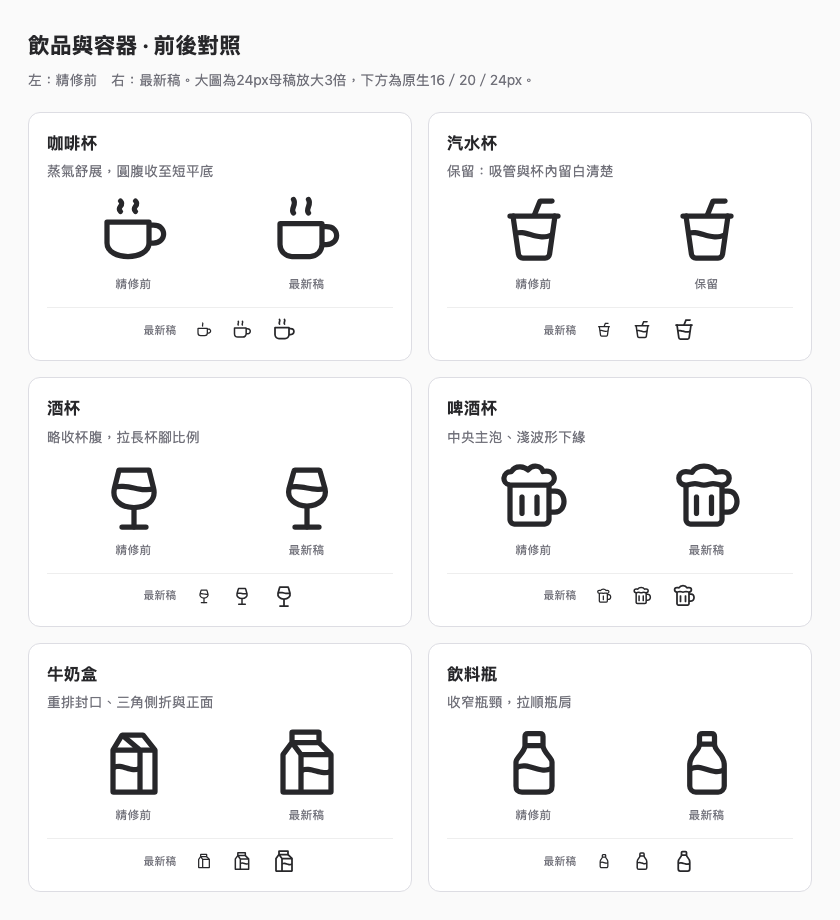 飲品與容器 · 前後對照
左：精修前　右：最新稿。大圖為24px母稿放大3倍，下方為原生16 / 20 / 24px。
咖啡杯
蒸氣舒展，圓腹收至短平底
精修前
最新稿
最新稿
汽水杯
保留：吸管與杯內留白清楚
精修前
保留
最新稿
酒杯
略收杯腹，拉長杯腳比例
精修前
最新稿
最新稿
啤酒杯
中央主泡、淺波形下緣
精修前
最新稿
最新稿
牛奶盒
重排封口、三角側折與正面
精修前
最新稿
最新稿
飲料瓶
收窄瓶頸，拉順瓶肩
精修前
最新稿
最新稿